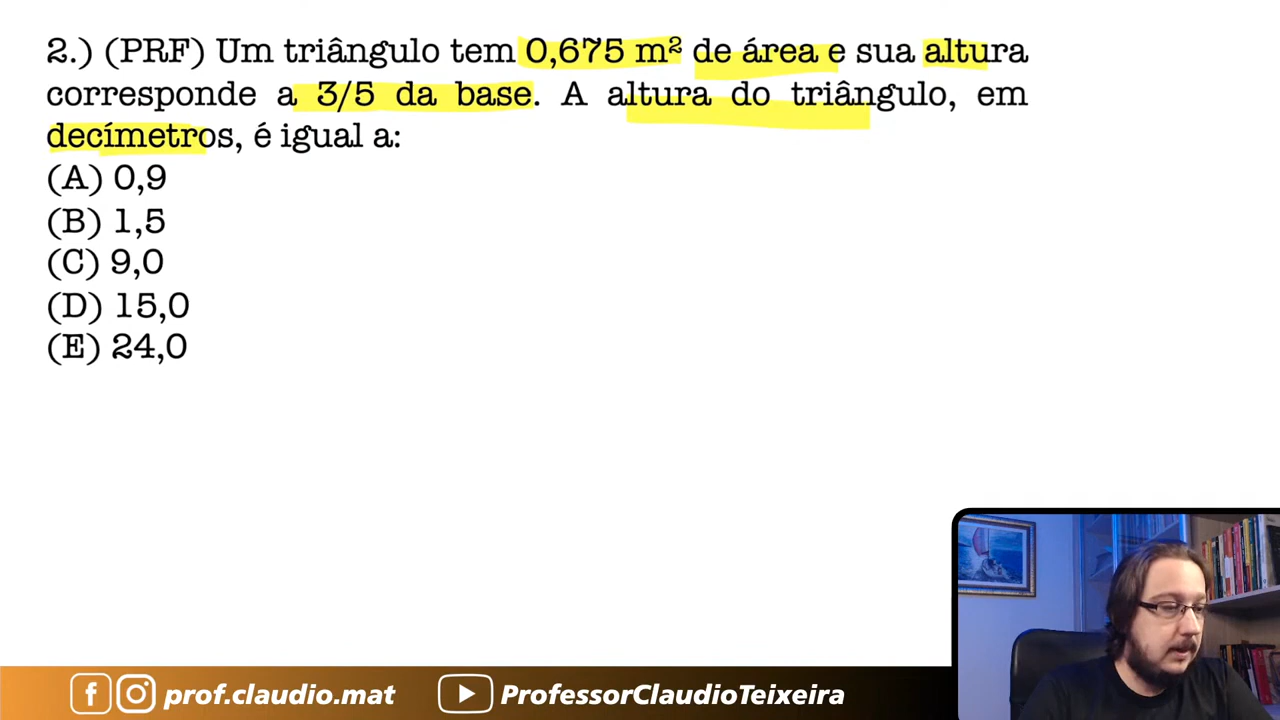 2.) (PRF) Um triângulo tem 0,675 m² de área e sua altura
corresponde a 3/5 da base. A altura do triângulo, em
decímetros, é igual a:
(A) 0,9
(B) 1,5
(C) 9,0
(D) 15,0
(E) 24,0
prof.claudio.mat
ProfessorClaudioTeixeira